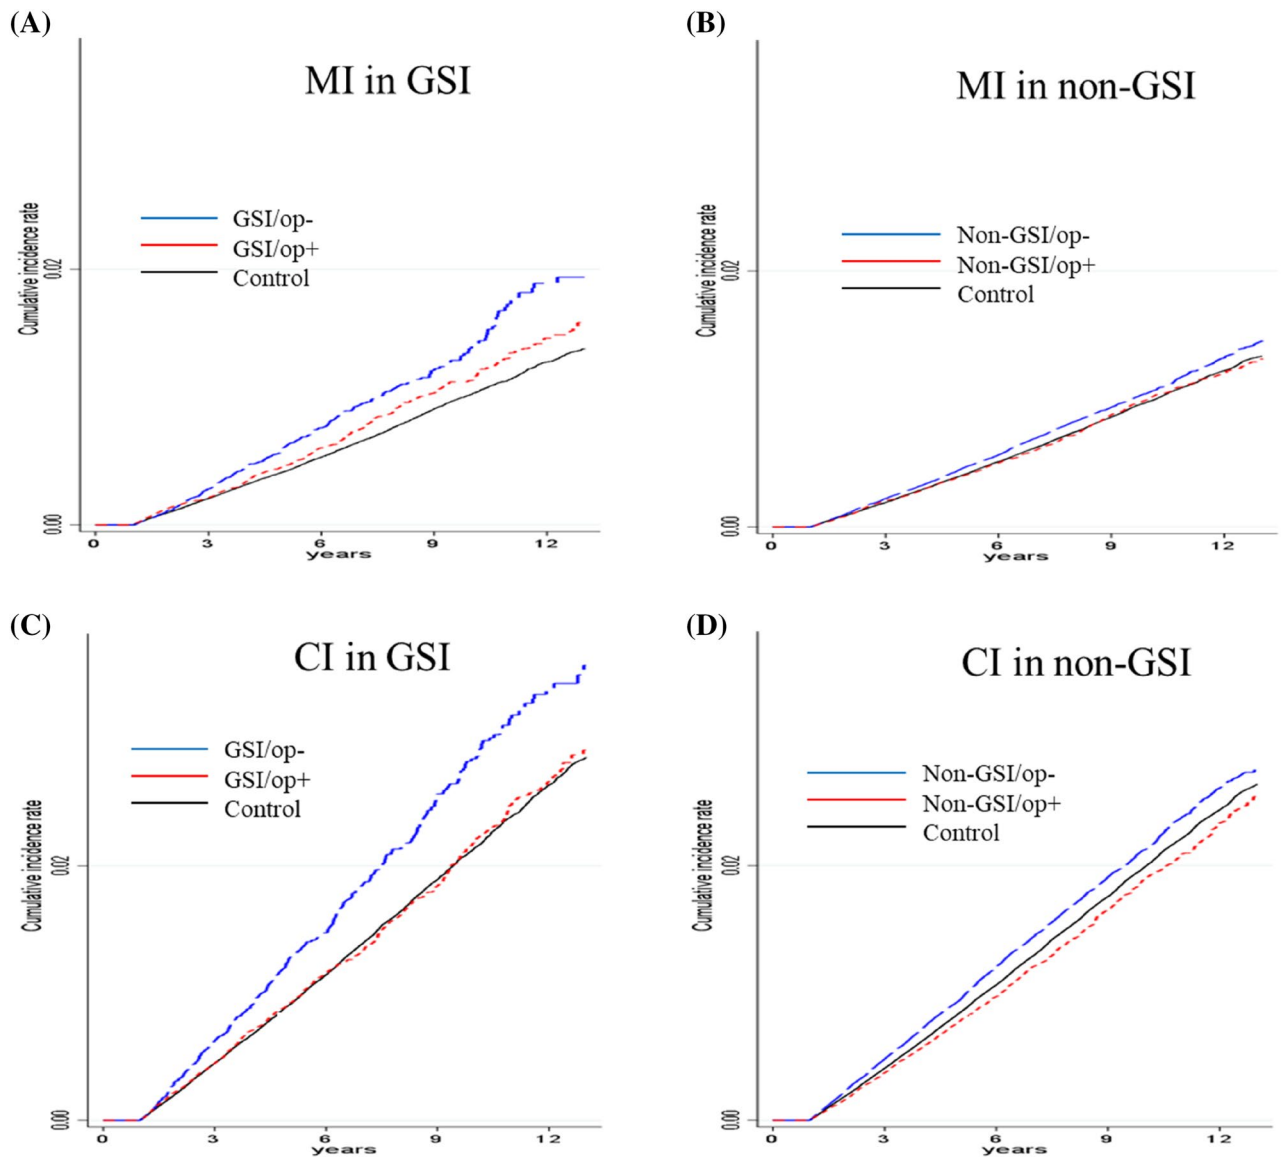 (A)
MI in GSI
GSI/op-
GSI/op+
Control
Cumulative incidence rate
0.02
0.00
0 3 6 9 12
years
(B)
MI in non-GSI
Non-GSI/op-
Non-GSI/op+
Control
Cumulative incidence rate
0.02
0.00
0 3 6 9 12
years
(C)
CI in GSI
GSI/op-
GSI/op+
Control
Cumulative incidence rate
0.02
0.00
0 3 6 9 12
years
(D)
CI in non-GSI
Non-GSI/op-
Non-GSI/op+
Control
Cumulative incidence rate
0.02
0.00
0 3 6 9 12
years